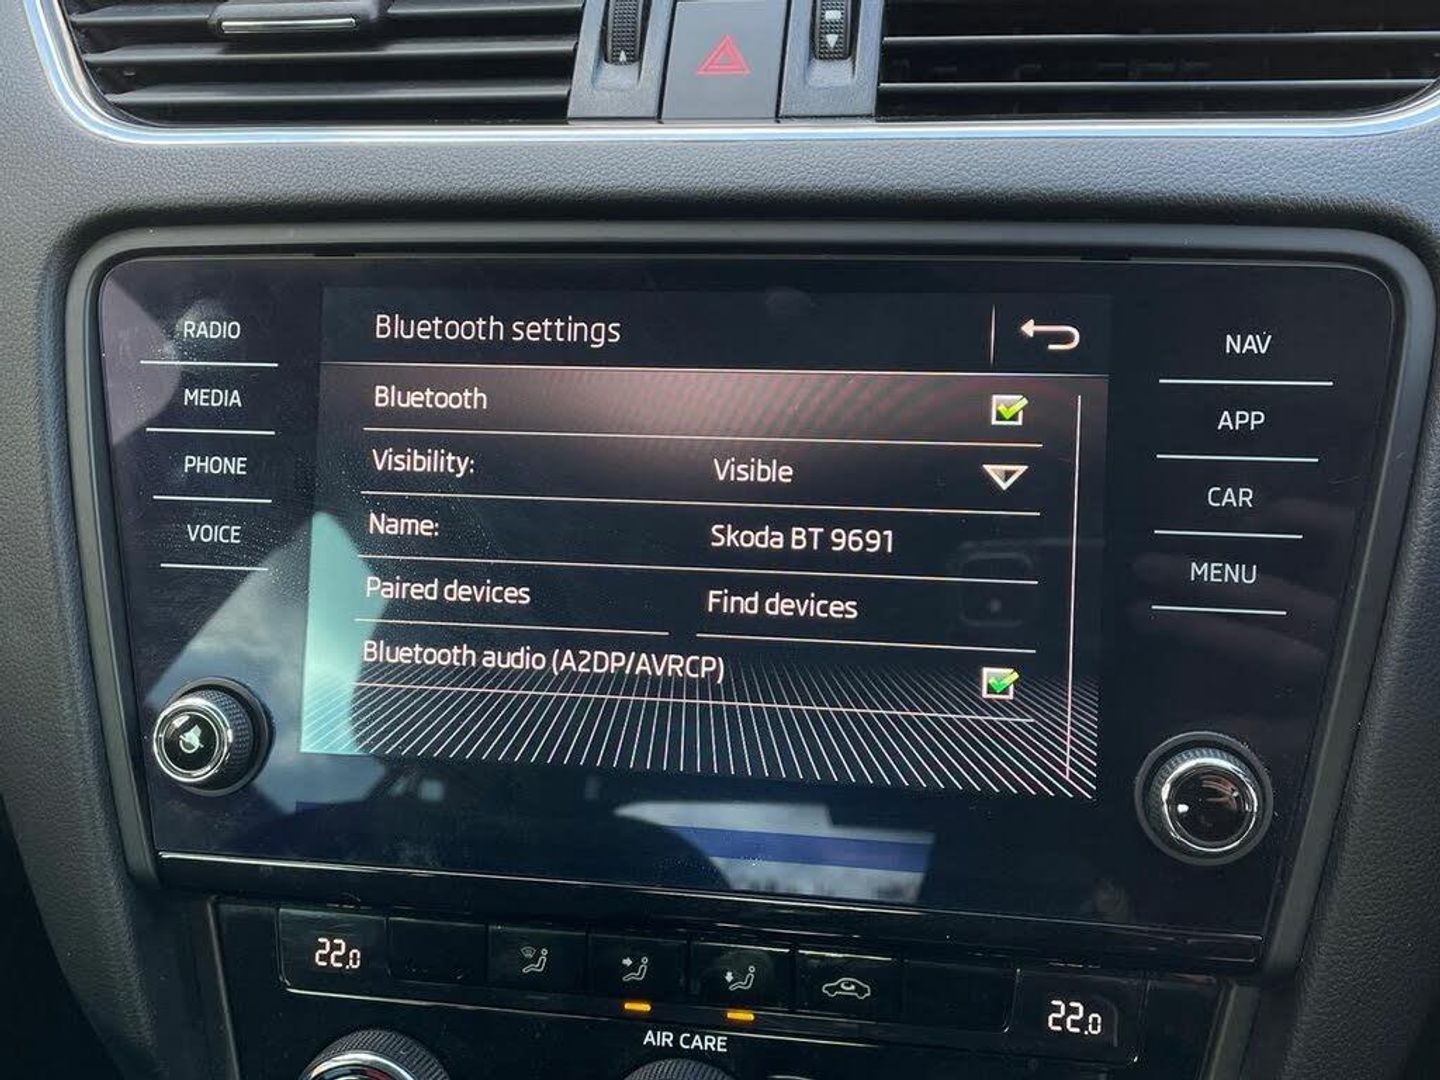 RADIO
MEDIA
PHONE
VOICE
Bluetooth settings
Bluetooth
Visibility: Visible
Name: Skoda BT 9691
Paired devices Find devices
Bluetooth audio (A2DP/AVRCP)
NAV
APP
CAR
MENU
22.0
22.0
AIR CARE